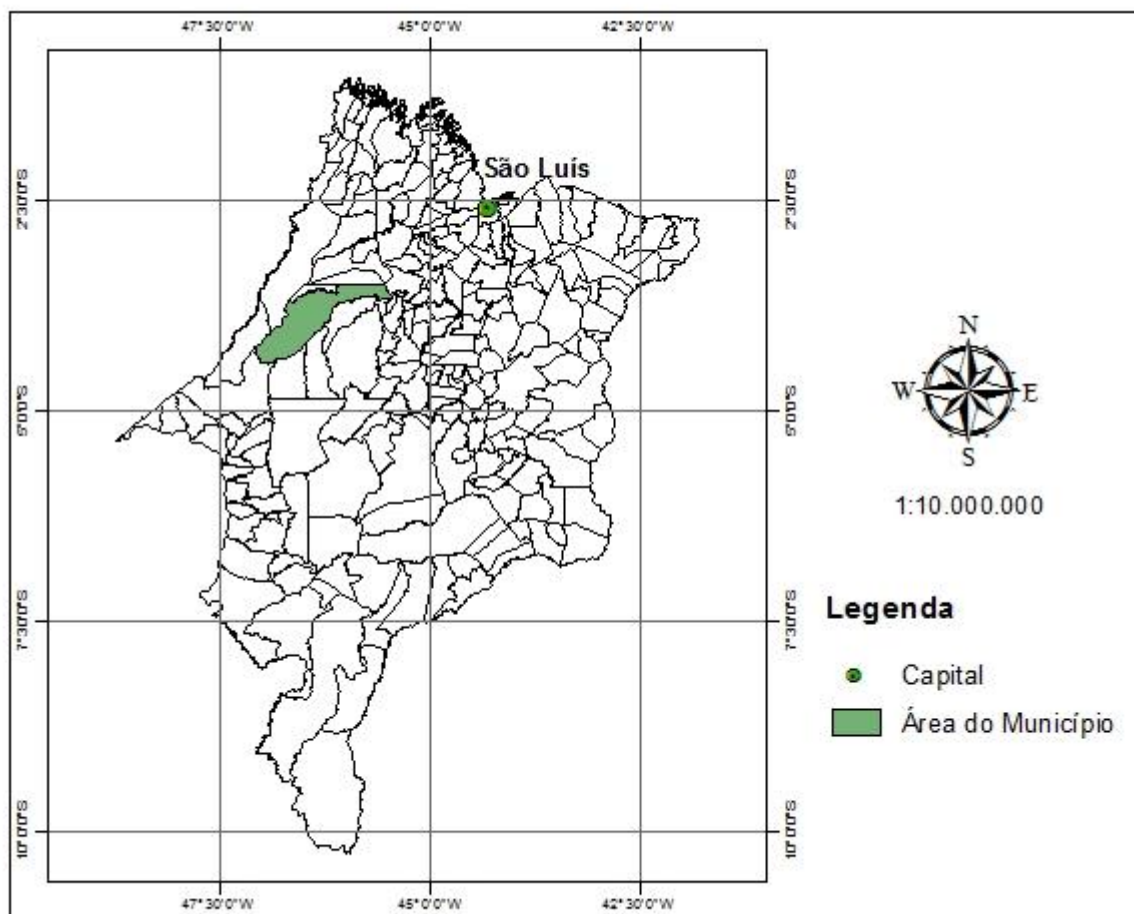 47°30'0"W 45°0'0"W 42°30'0"W
São Luís
2°30'0"S 2°30'0"S
N
W E
S
5°0'0"S 5°0'0"S
1:10.000.000
Legenda
7°30'0"S 7°30'0"S
Capital
Área do Município
10°0'0"S 10°0'0"S
47°30'0"W 45°0'0"W 42°30'0"W